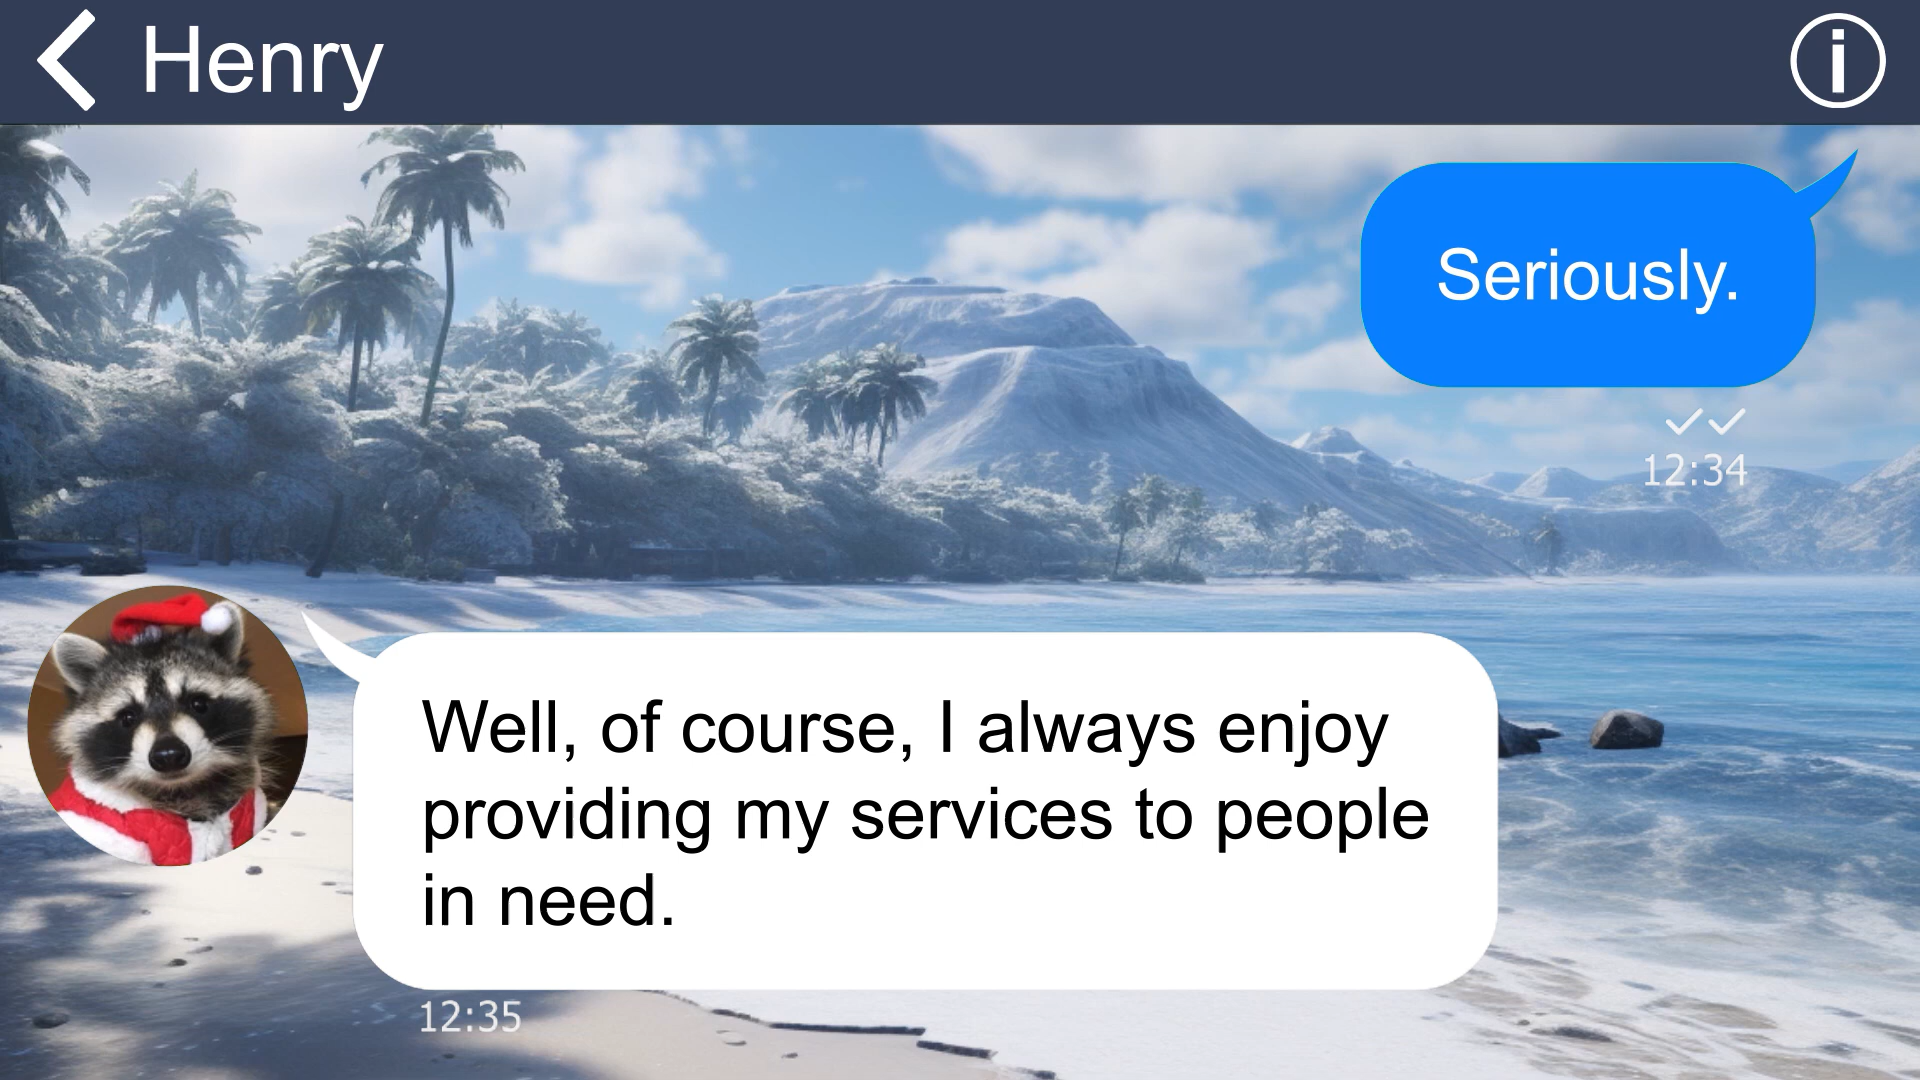 Henry
Seriously.
12:34
Well, of course, I always enjoy
providing my services to people
in need.
12:35